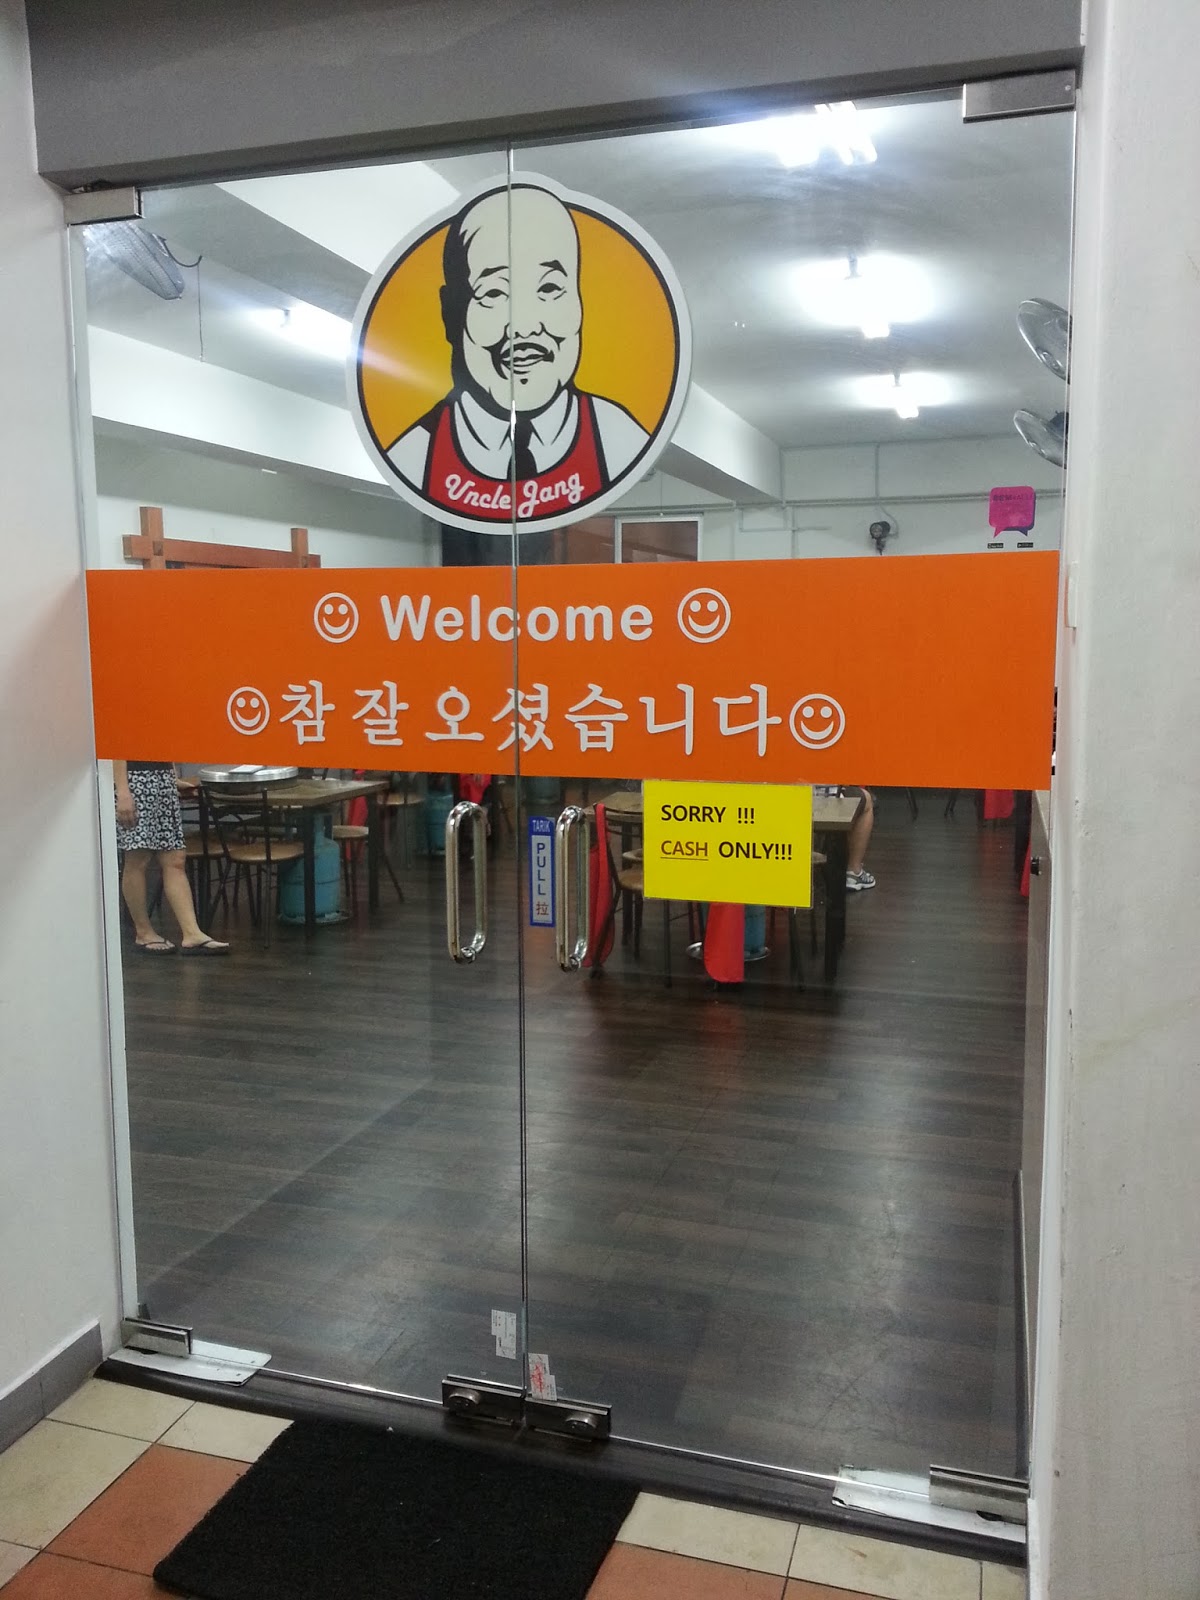 Uncle Jang
☺ Welcome ☺
☺참 잘 오셨습니다☺
SORRY !!!
CASH ONLY!!!
TARIK
PULL
拉